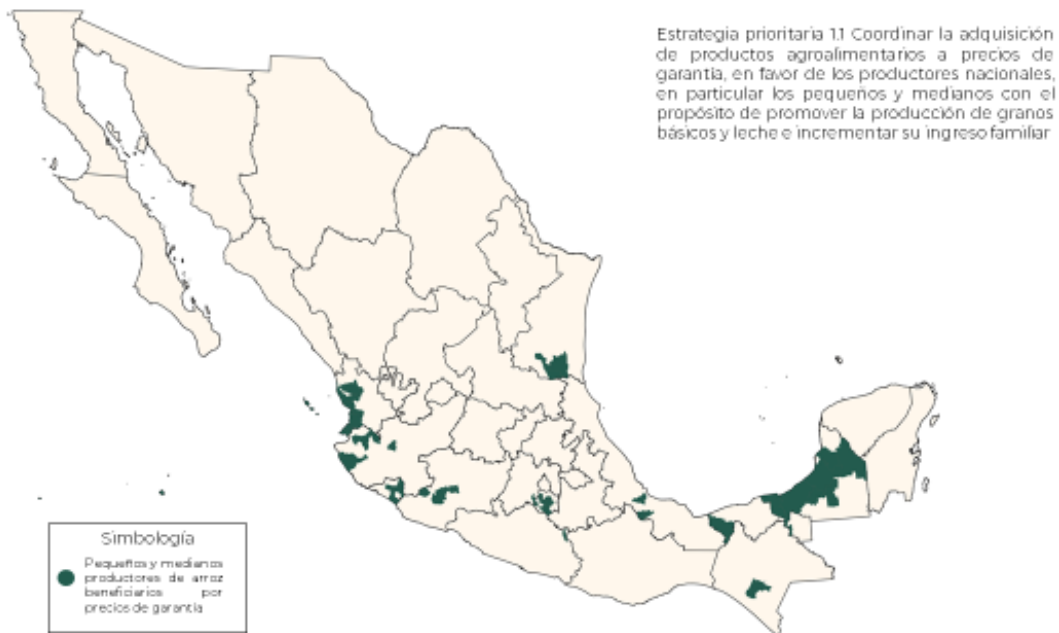 Estrategia prioritaria 1.1 Coordinar la adquisición
de productos agroalimentarios a precios de
garantía, en favor de los productores nacionales,
en particular los pequeños y medianos con el
propósito de promover la producción de granos
básicos y leche e incrementar su ingreso familiar
Simbología
Pequeños y medianos
productores de arroz
beneficiarios por
precios de garantía